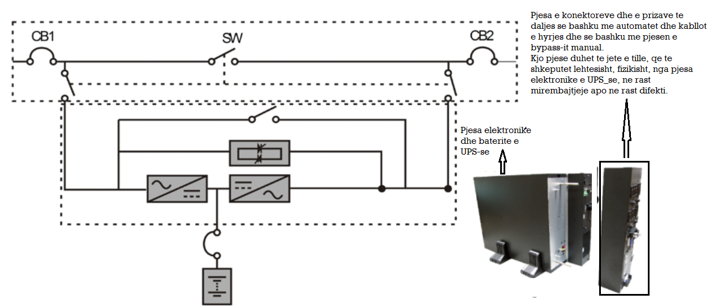 CB1
SW
CB2
Pjesa e konektoreve dhe e prizave te
daljes se bashku me automatet dhe kabllot
e hyrjes dhe se bashku me pjesen e
bypass-it manual.
Kjo pjese duhet te jete e tille, qe te
shkeputet lehtesisht, fizikisht, nga pjesa
elektronike e UPS_se, ne rast
mirembajtjeje apo ne rast difekti.
Pjesa elektronike
dhe baterite e
UPS-se